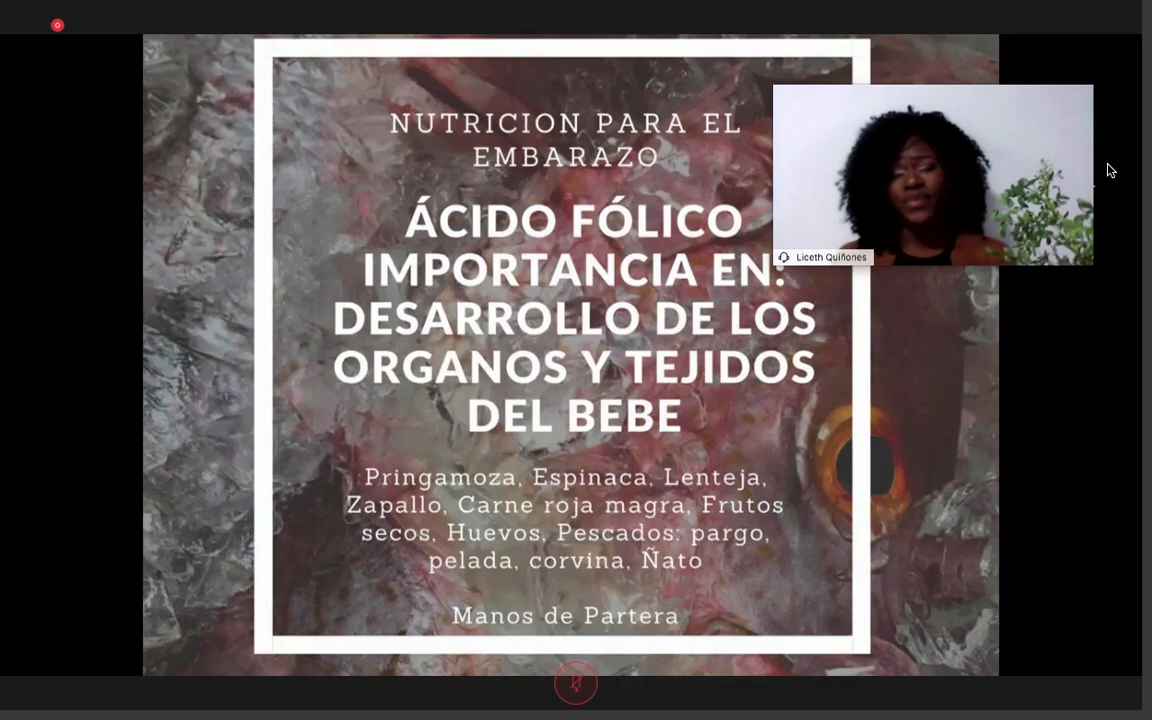 NUTRICION PARA EL
EMBARAZO
ÁCIDO FÓLICO
IMPORTANCIA EN:
DESARROLLO DE LOS
ORGANOS Y TEJIDOS
DEL BEBE
Pringamoza, Espinaca, Lenteja,
Zapallo, Carne roja magra, Frutos
secos, Huevos, Pescados: pargo,
pelada, corvina, Ñato
Manos de Partera
Liceth Quiñones